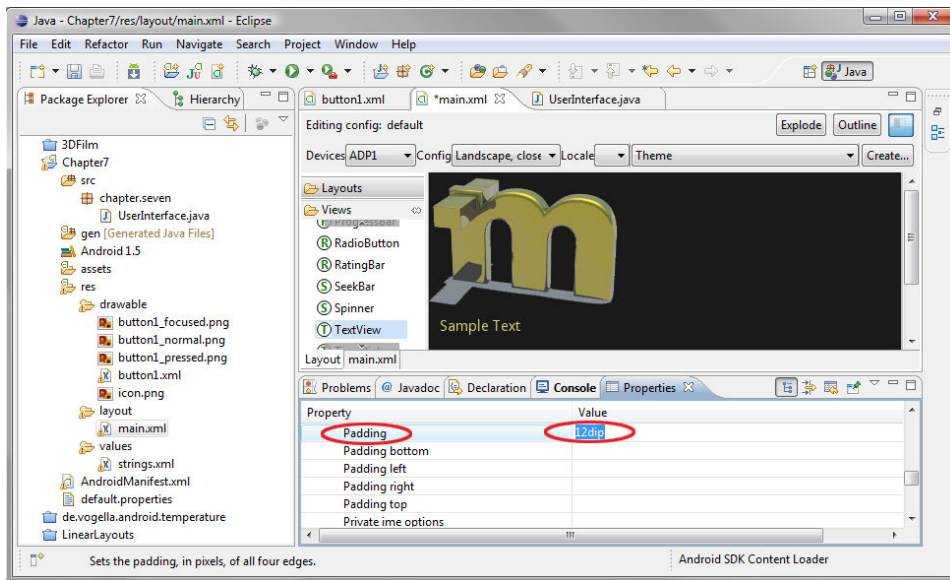 Java - Chapter7/res/layout/main.xml - Eclipse
File Edit Refactor Run Navigate Search Project Window Help
Java
Package Explorer
Hierarchy
button1.xml
*main.xml
UserInterface.java
3DFilm
Chapter7
src
chapter.seven
UserInterface.java
gen [Generated Java Files]
Android 1.5
assets
res
drawable
button1_focused.png
button1_normal.png
button1_pressed.png
button1.xml
icon.png
layout
main.xml
values
strings.xml
AndroidManifest.xml
default.properties
de.vogella.android.temperature
LinearLayouts
Editing config: default
Explode
Outline
Devices ADP1 Config Landscape, close Locale Theme Create...
Layouts
Views
ProgressBar
RadioButton
RatingBar
SeekBar
Spinner
TextView
m
Sample Text
Layout main.xml
Problems @ Javadoc Declaration Console Properties
Property Value
Padding 12dip
Padding bottom
Padding left
Padding right
Padding top
Private ime options
Sets the padding, in pixels, of all four edges.
Android SDK Content Loader